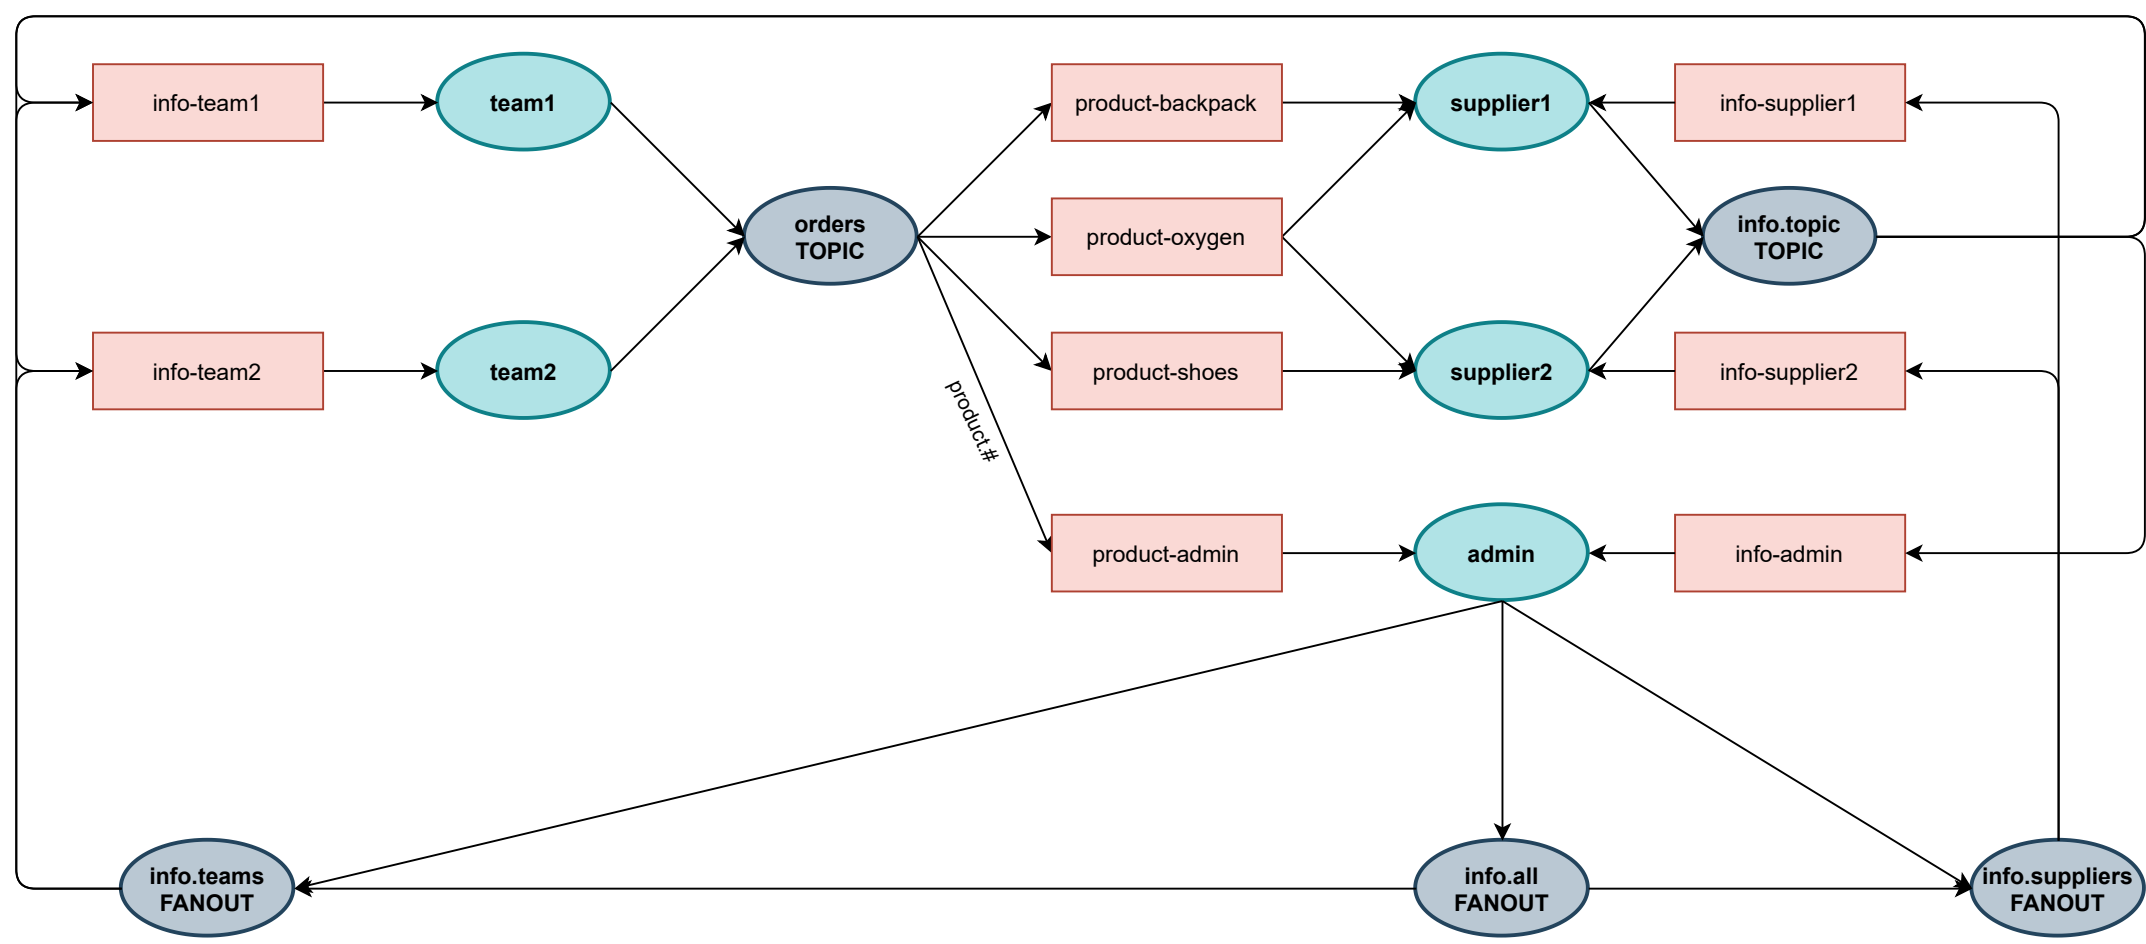 info-team1
team1
product-backpack
supplier1
info-supplier1
orders
TOPIC
product-oxygen
info.topic
TOPIC
info-team2
team2
product-shoes
supplier2
info-supplier2
product.#
product-admin
admin
info-admin
info.teams
FANOUT
info.all
FANOUT
info.suppliers
FANOUT